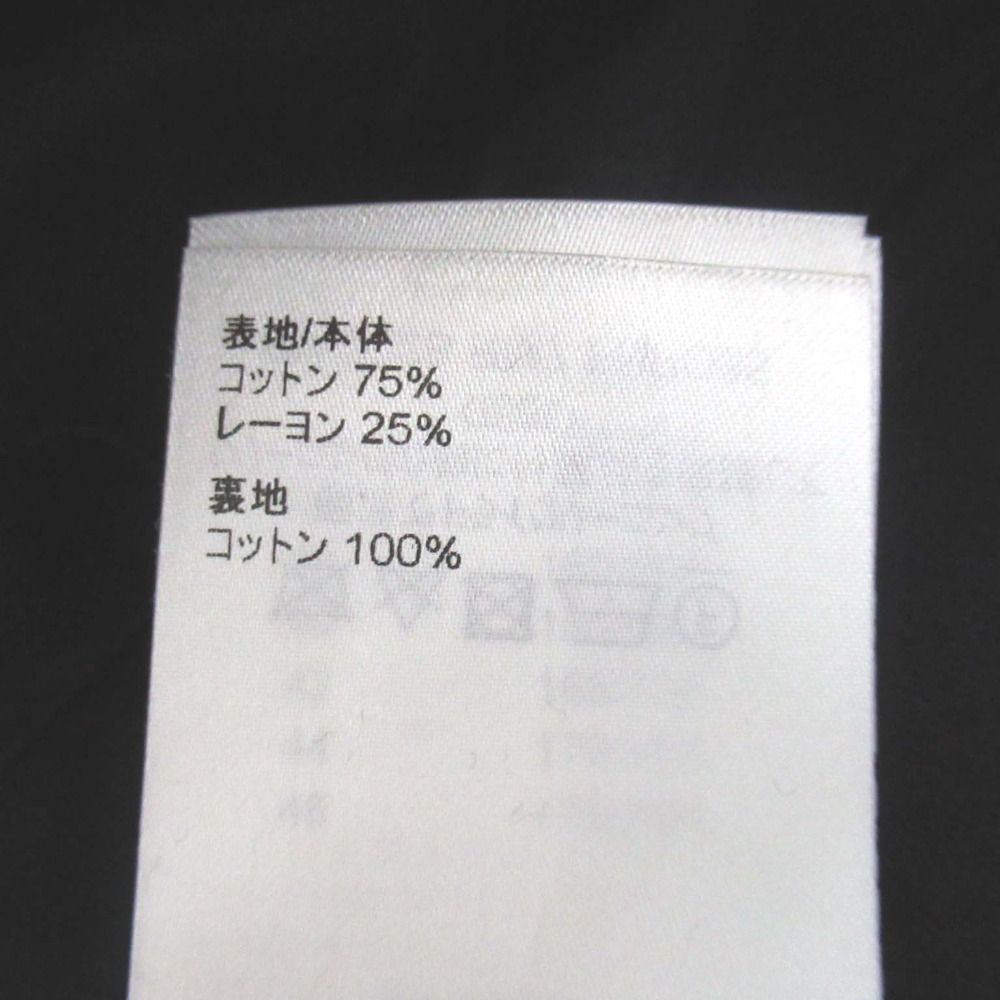 表地/本体
コットン 75%
レーヨン 25%
裏地
コットン 100%